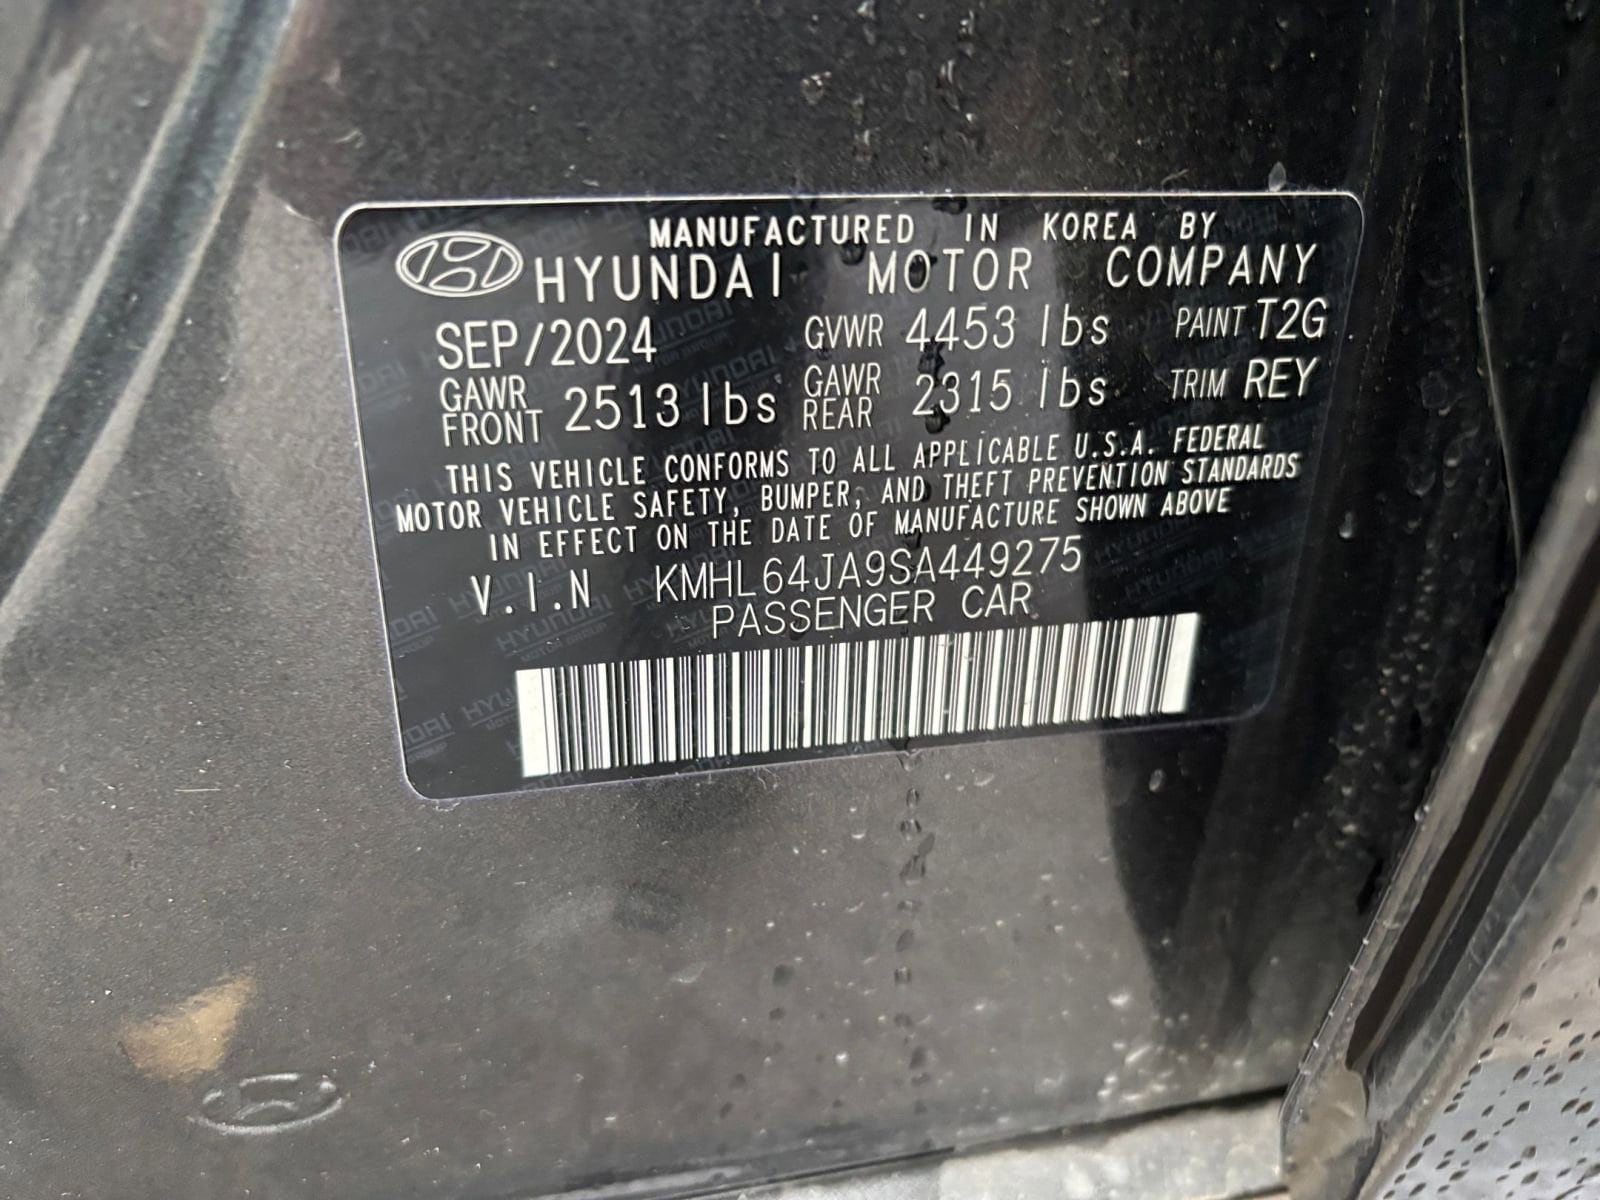 MANUFACTURED IN KOREA BY
HYUNDAI MOTOR COMPANY
SEP/2024 GVWR 4453 lbs PAINT T2G
GAWR FRONT 2513 lbs GAWR REAR 2315 lbs TRIM REY
THIS VEHICLE CONFORMS TO ALL APPLICABLE U.S.A. FEDERAL
MOTOR VEHICLE SAFETY, BUMPER, AND THEFT PREVENTION STANDARDS
IN EFFECT ON THE DATE OF MANUFACTURE SHOWN ABOVE
V.I.N KMHL64JA9SA449275
PASSENGER CAR